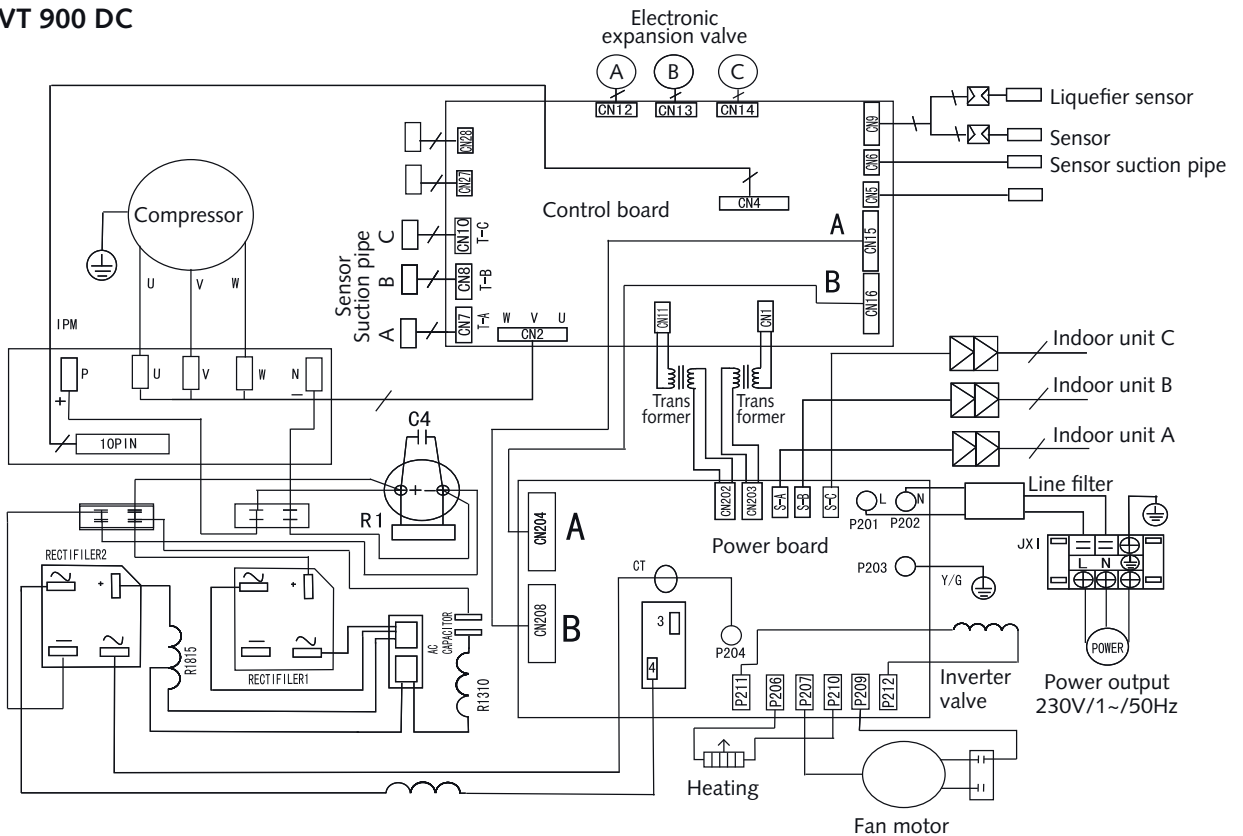 VT 900 DC
Electronic
expansion valve
A
B
C
CN12
CN13
CN14
CN9
Liquefier sensor
Sensor
CN6
Sensor suction pipe
CN5
CN28
CN27
CN4
Control board
Compressor
U
V
W
Sensor
Suction pipe
C
CN10
T-C
B
CN8
T-B
A
CN7
T-A
A
CN15
B
CN16
W V U
CN2
CN11
CN1
Trans
former
Trans
former
IPM
P
+
U
V
W
N
−
10PIN
C4
+
−
R1
Indoor unit C
Indoor unit B
Indoor unit A
CN202
CN203
S-A
S-B
S-C
L
P201
N
P202
Line filter
Power board
CN204
A
CN208
B
P203
Y/G
JX1
L N
POWER
Power output
230V/1~/50Hz
CT
3
4
P204
P211
P206
P207
P210
P209
P212
Inverter
valve
Heating
Fan motor
RECTIFILER2
+
R1815
RECTIFILER1
+
AC
CAPACITOR
R1310